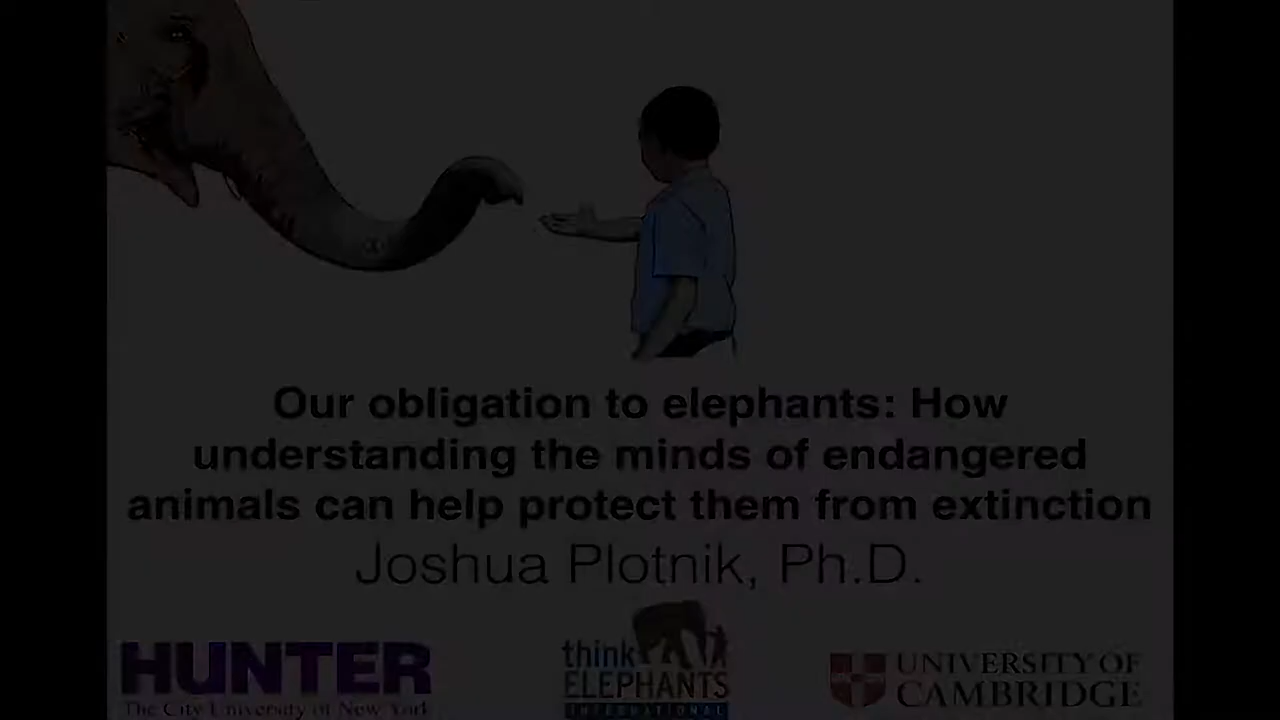 Our obligation to elephants: How
understanding the minds of endangered
animals can help protect them from extinction
Joshua Plotnik, Ph.D.
HUNTER
The City University of New York
think
ELEPHANTS
INTERNATIONAL
UNIVERSITY OF
CAMBRIDGE